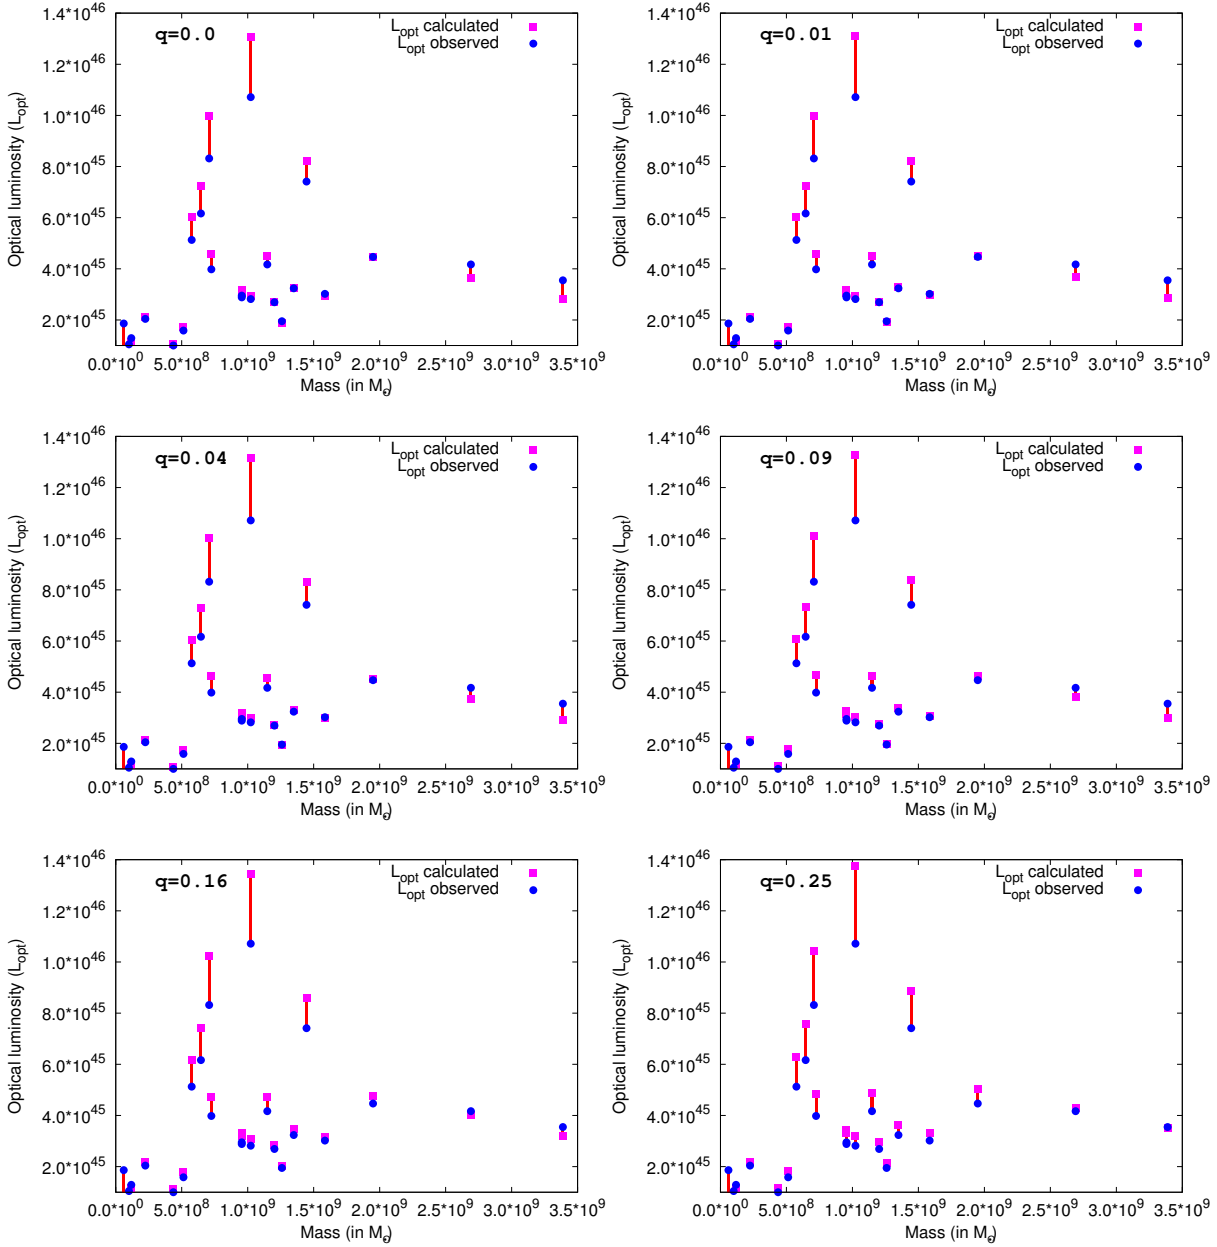 1.4*10^46
1.2*10^46
1.0*10^46
8.0*10^45
6.0*10^45
4.0*10^45
2.0*10^45
Optical luminosity (L_opt)
q=0.0
L_opt calculated
L_opt observed
0.0*10^0 5.0*10^8 1.0*10^9 1.5*10^9 2.0*10^9 2.5*10^9 3.0*10^9 3.5*10^9
Mass (in M_☉)
1.4*10^46
1.2*10^46
1.0*10^46
8.0*10^45
6.0*10^45
4.0*10^45
2.0*10^45
Optical luminosity (L_opt)
q=0.01
L_opt calculated
L_opt observed
0.0*10^0 5.0*10^8 1.0*10^9 1.5*10^9 2.0*10^9 2.5*10^9 3.0*10^9 3.5*10^9
Mass (in M_☉)
1.4*10^46
1.2*10^46
1.0*10^46
8.0*10^45
6.0*10^45
4.0*10^45
2.0*10^45
Optical luminosity (L_opt)
q=0.04
L_opt calculated
L_opt observed
0.0*10^0 5.0*10^8 1.0*10^9 1.5*10^9 2.0*10^9 2.5*10^9 3.0*10^9 3.5*10^9
Mass (in M_☉)
1.4*10^46
1.2*10^46
1.0*10^46
8.0*10^45
6.0*10^45
4.0*10^45
2.0*10^45
Optical luminosity (L_opt)
q=0.09
L_opt calculated
L_opt observed
0.0*10^0 5.0*10^8 1.0*10^9 1.5*10^9 2.0*10^9 2.5*10^9 3.0*10^9 3.5*10^9
Mass (in M_☉)
1.4*10^46
1.2*10^46
1.0*10^46
8.0*10^45
6.0*10^45
4.0*10^45
2.0*10^45
Optical luminosity (L_opt)
q=0.16
L_opt calculated
L_opt observed
0.0*10^0 5.0*10^8 1.0*10^9 1.5*10^9 2.0*10^9 2.5*10^9 3.0*10^9 3.5*10^9
Mass (in M_☉)
1.4*10^46
1.2*10^46
1.0*10^46
8.0*10^45
6.0*10^45
4.0*10^45
2.0*10^45
Optical luminosity (L_opt)
q=0.25
L_opt calculated
L_opt observed
0.0*10^0 5.0*10^8 1.0*10^9 1.5*10^9 2.0*10^9 2.5*10^9 3.0*10^9 3.5*10^9
Mass (in M_☉)